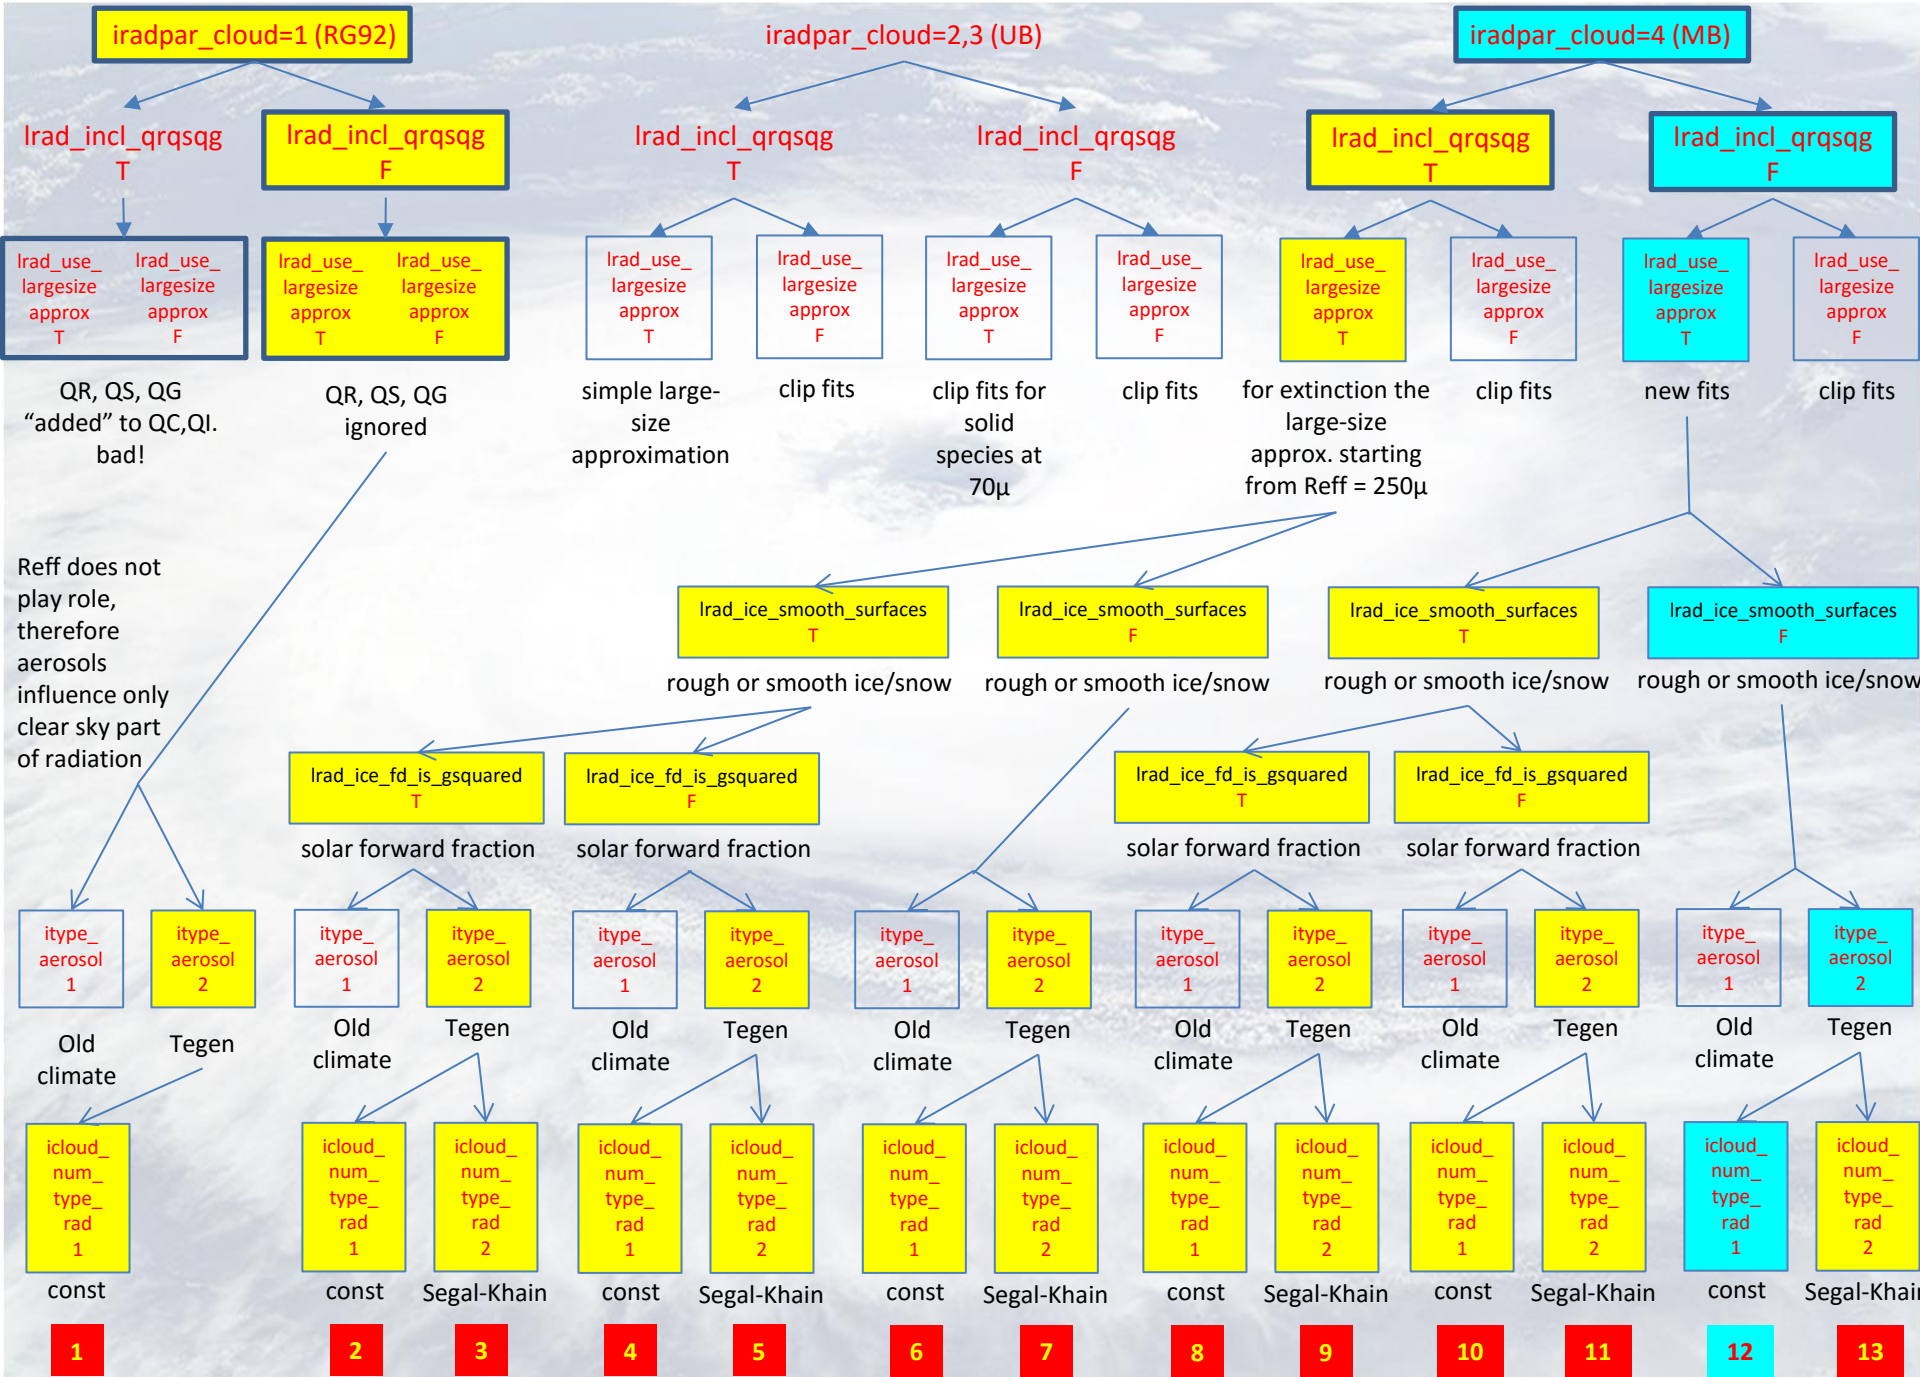 iradpar_cloud=1 (RG92)
iradpar_cloud=2,3 (UB)
iradpar_cloud=4 (MB)
lrad_incl_qrqsqg
T
lrad_incl_qrqsqg
F
lrad_incl_qrqsqg
T
lrad_incl_qrqsqg
F
lrad_incl_qrqsqg
T
lrad_incl_qrqsqg
F
lrad_use_
largesize
approx
T
lrad_use_
largesize
approx
F
lrad_use_
largesize
approx
T
lrad_use_
largesize
approx
F
lrad_use_
largesize
approx
T
lrad_use_
largesize
approx
F
lrad_use_
largesize
approx
T
lrad_use_
largesize
approx
F
lrad_use_
largesize
approx
T
lrad_use_
largesize
approx
F
lrad_use_
largesize
approx
T
lrad_use_
largesize
approx
F
QR, QS, QG
“added” to QC,QI.
bad!
QR, QS, QG
ignored
simple large-
size
approximation
clip fits
clip fits for
solid
species at
70μ
clip fits
for extinction the
large-size
approx. starting
from Reff = 250μ
clip fits
new fits
clip fits
Reff does not
play role,
therefore
aerosols
influence only
clear sky part
of radiation
lrad_ice_smooth_surfaces
T
lrad_ice_smooth_surfaces
F
lrad_ice_smooth_surfaces
T
lrad_ice_smooth_surfaces
F
rough or smooth ice/snow
rough or smooth ice/snow
rough or smooth ice/snow
rough or smooth ice/snow
lrad_ice_fd_is_gsquared
T
lrad_ice_fd_is_gsquared
F
lrad_ice_fd_is_gsquared
T
lrad_ice_fd_is_gsquared
F
solar forward fraction
solar forward fraction
solar forward fraction
solar forward fraction
itype_
aerosol
1
itype_
aerosol
2
itype_
aerosol
1
itype_
aerosol
2
itype_
aerosol
1
itype_
aerosol
2
itype_
aerosol
1
itype_
aerosol
2
itype_
aerosol
1
itype_
aerosol
2
itype_
aerosol
1
itype_
aerosol
2
itype_
aerosol
1
itype_
aerosol
2
Old
climate
Tegen
Old
climate
Tegen
Old
climate
Tegen
Old
climate
Tegen
Old
climate
Tegen
Old
climate
Tegen
Old
climate
Tegen
icloud_
num_
type_
rad
1
icloud_
num_
type_
rad
1
icloud_
num_
type_
rad
2
icloud_
num_
type_
rad
1
icloud_
num_
type_
rad
2
icloud_
num_
type_
rad
1
icloud_
num_
type_
rad
2
icloud_
num_
type_
rad
1
icloud_
num_
type_
rad
2
icloud_
num_
type_
rad
1
icloud_
num_
type_
rad
2
icloud_
num_
type_
rad
1
icloud_
num_
type_
rad
2
const
const
Segal-Khain
const
Segal-Khain
const
Segal-Khain
const
Segal-Khain
const
Segal-Khain
const
Segal-Khain
1
2
3
4
5
6
7
8
9
10
11
12
13